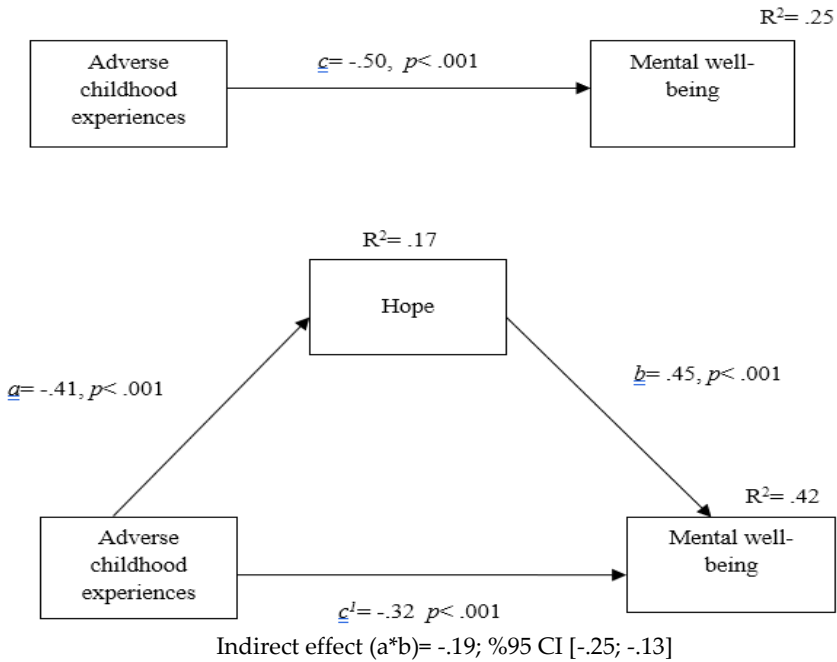 R²= .25
Adverse
childhood
experiences
c= -.50, p< .001
Mental well-
being
R²= .17
Hope
a= -.41, p< .001
b= .45, p< .001
R²= .42
Adverse
childhood
experiences
Mental well-
being
c¹= -.32 p< .001
Indirect effect (a*b)= -.19; %95 CI [-.25; -.13]